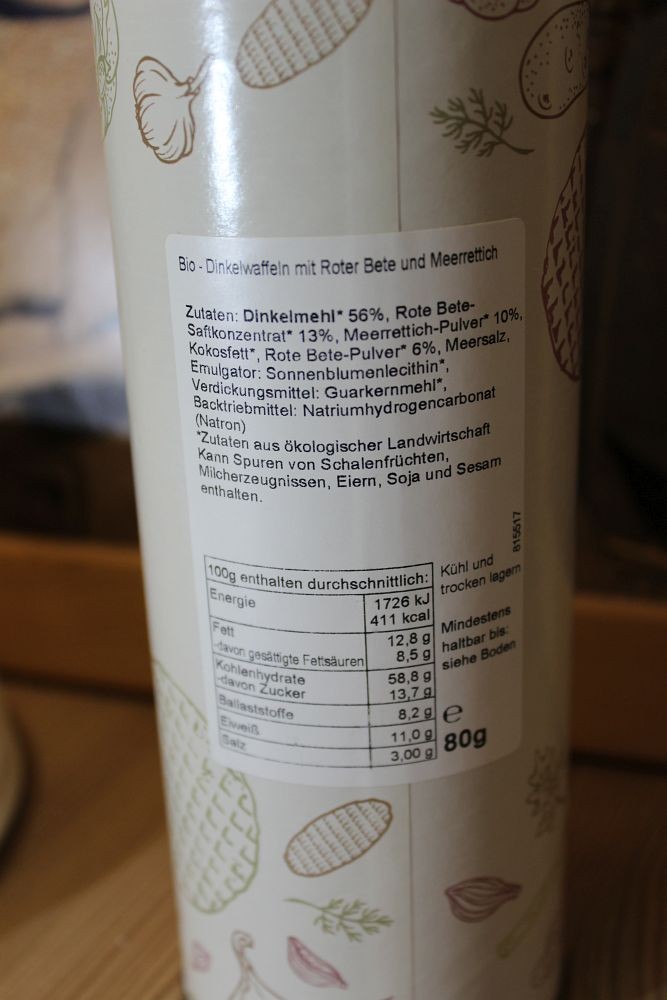 Bio - Dinkelwaffeln mit Roter Bete und Meerrettich
Zutaten: Dinkelmehl* 56%, Rote Bete-
Saftkonzentrat* 13%, Meerrettich-Pulver* 10%,
Kokosfett*, Rote Bete-Pulver* 6%, Meersalz,
Emulgator: Sonnenblumenlecithin*,
Verdickungsmittel: Guarkernmehl*,
Backtriebmittel: Natriumhydrogencarbonat
(Natron)
*Zutaten aus ökologischer Landwirtschaft
Kann Spuren von Schalenfrüchten,
Milcherzeugnissen, Eiern, Soja und Sesam
enthalten.
815517
100g enthalten durchschnittlich:
Energie 1726 kJ
411 kcal
Fett 12,8 g
-davon gesättigte Fettsäuren 8,5 g
Kohlenhydrate 58,8 g
-davon Zucker 13,7 g
Ballaststoffe 8,2 g
Eiweiß 11,0 g
Salz 3,00 g
Kühl und
trocken lagern
Mindestens
haltbar bis:
siehe Boden
e
80g